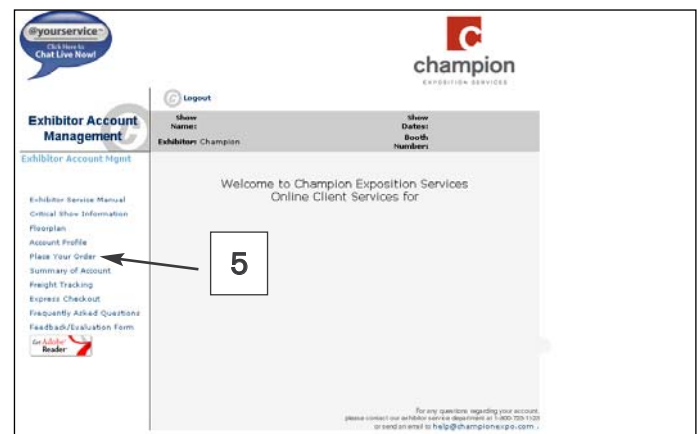 @yourservice
Click Here to
Chat Live Now!
champion
EXPOSITION SERVICES
Logout
Exhibitor Account
Management
Show
Name:
Show
Dates:
Exhibitor: Champion
Booth
Number:
Exhibitor Account Mgmt
Welcome to Champion Exposition Services
Online Client Services for
Exhibitor Service Manual
Critical Show Information
Floorplan
Account Profile
Place Your Order
5
Summary of Account
Freight Tracking
Express Checkout
Frequently Asked Questions
Feedback/Evaluation Form
Get Adobe
Reader
For any questions regarding your account,
please contact our exhibitor service department at 1-800-
or send an email to help@championexpo.com .